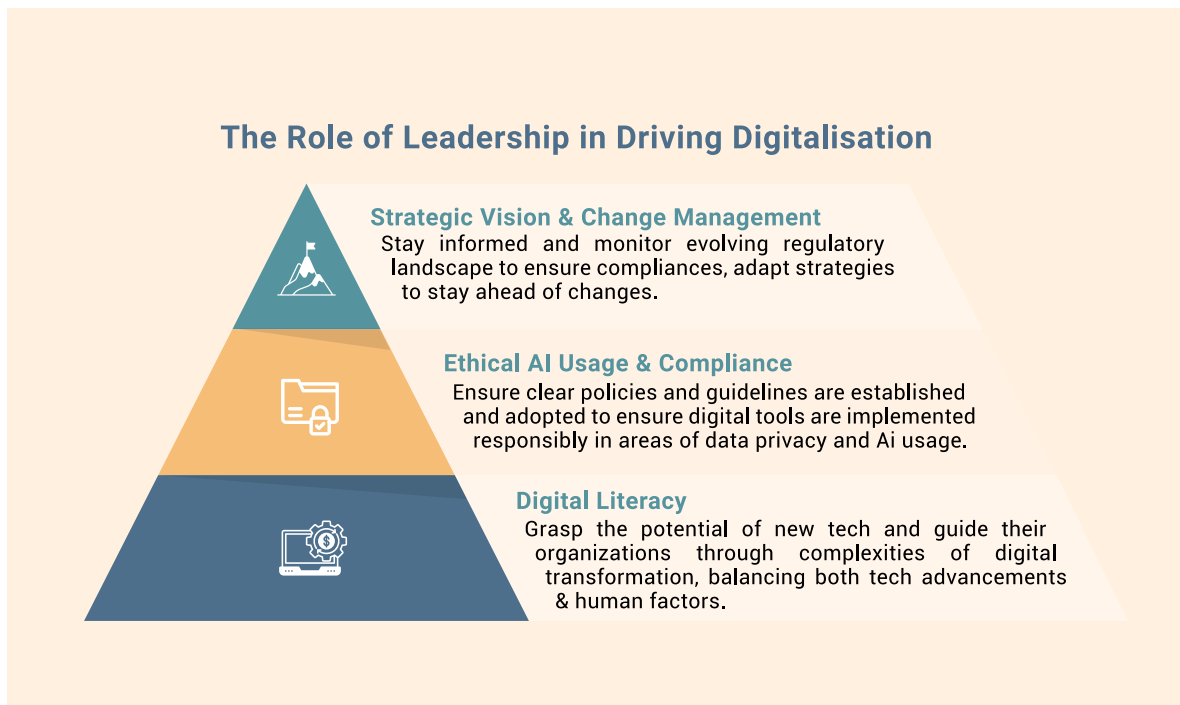 The Role of Leadership in Driving Digitalisation
Strategic Vision & Change Management
Stay informed and monitor evolving regulatory
landscape to ensure compliances, adapt strategies
to stay ahead of changes.
Ethical AI Usage & Compliance
Ensure clear policies and guidelines are established
and adopted to ensure digital tools are implemented
responsibly in areas of data privacy and Ai usage.
Digital Literacy
Grasp the potential of new tech and guide their
organizations through complexities of digital
transformation, balancing both tech advancements
& human factors.
$